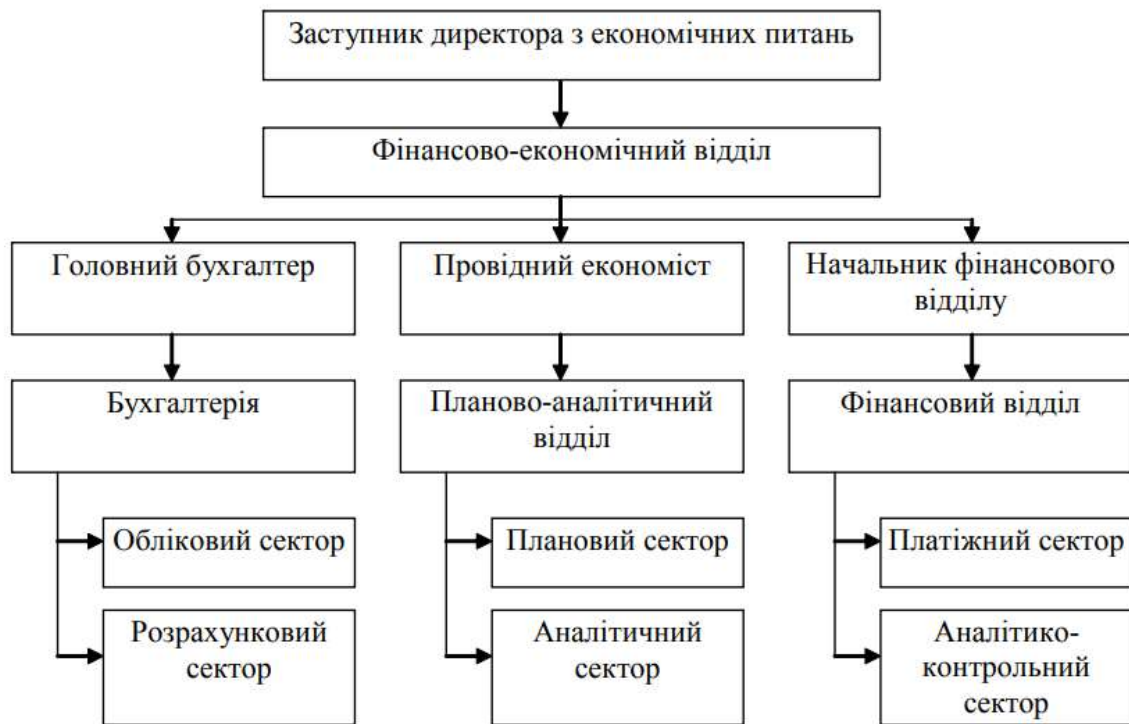 Заступник директора з економічних питань
Фінансово-економічний відділ
Головний бухгалтер
Провідний економіст
Начальник фінансового
відділу
Бухгалтерія
Планово-аналітичний
відділ
Фінансовий відділ
Обліковий сектор
Плановий сектор
Платіжний сектор
Розрахунковий
сектор
Аналітичний
сектор
Аналітико-
контрольний
сектор